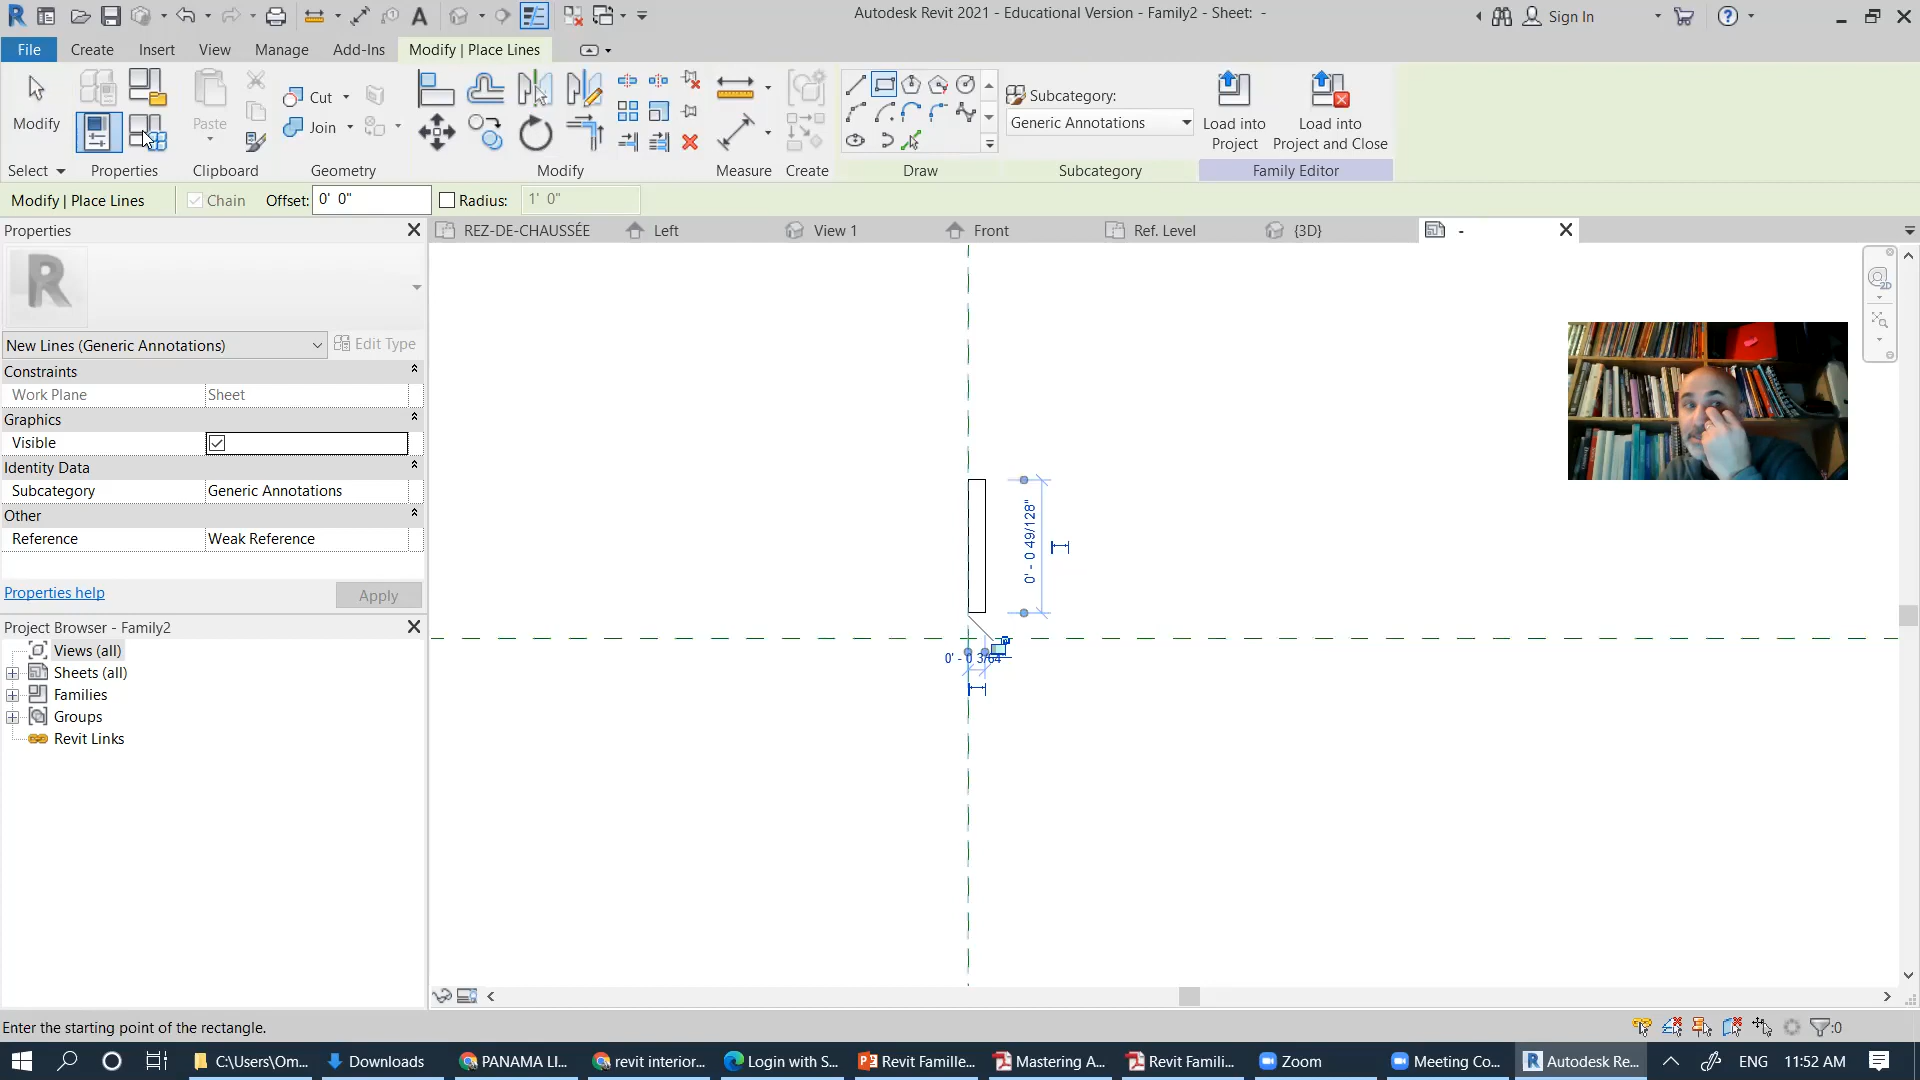 Autodesk Revit 2021 - Educational Version - Family2 - Sheet: -
Sign In
File
Create
Insert
View
Manage
Add-Ins
Modify | Place Lines
Modify
Paste
Cut
Join
Subcategory:
Generic Annotations
Load into
Project
Load into
Project and Close
Select
Properties
Clipboard
Geometry
Modify
Measure
Create
Draw
Subcategory
Family Editor
Modify | Place Lines
Chain
Offset:
0' 0"
Radius:
1' 0"
Properties
REZ-DE-CHAUSSÉE
Left
View 1
Front
Ref. Level
{3D}
-
R
2D
New Lines (Generic Annotations)
Edit Type
Constraints
Work Plane
Sheet
Graphics
Visible
Identity Data
Subcategory
Generic Annotations
Other
Reference
Weak Reference
Properties help
Apply
0' - 0 49/128"
0' - 0 3/64"
Project Browser - Family2
Views (all)
Sheets (all)
Families
Groups
Revit Links
Enter the starting point of the rectangle.
:0
C:\Users\Om...
Downloads
PANAMA LI...
revit interior...
Login with S...
Revit Famille...
Mastering A...
Revit Famili...
Zoom
Meeting Co...
Autodesk Re...
ENG
11:52 AM